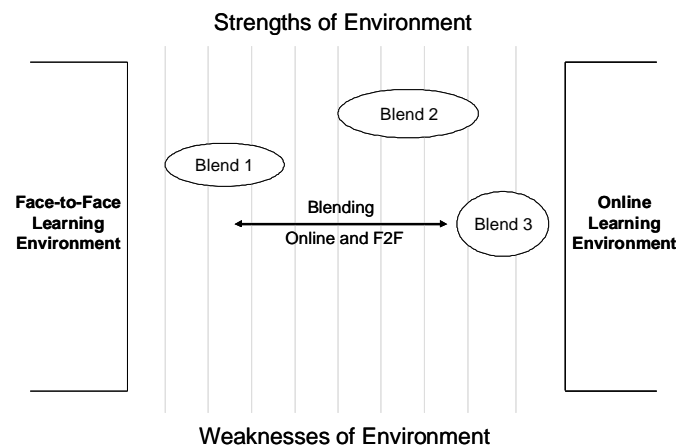 Strengths of Environment
Blend 2
Blend 1
Face-to-Face
Learning
Environment
Blending
Online and F2F
Blend 3
Online
Learning
Environment
Weaknesses of Environment